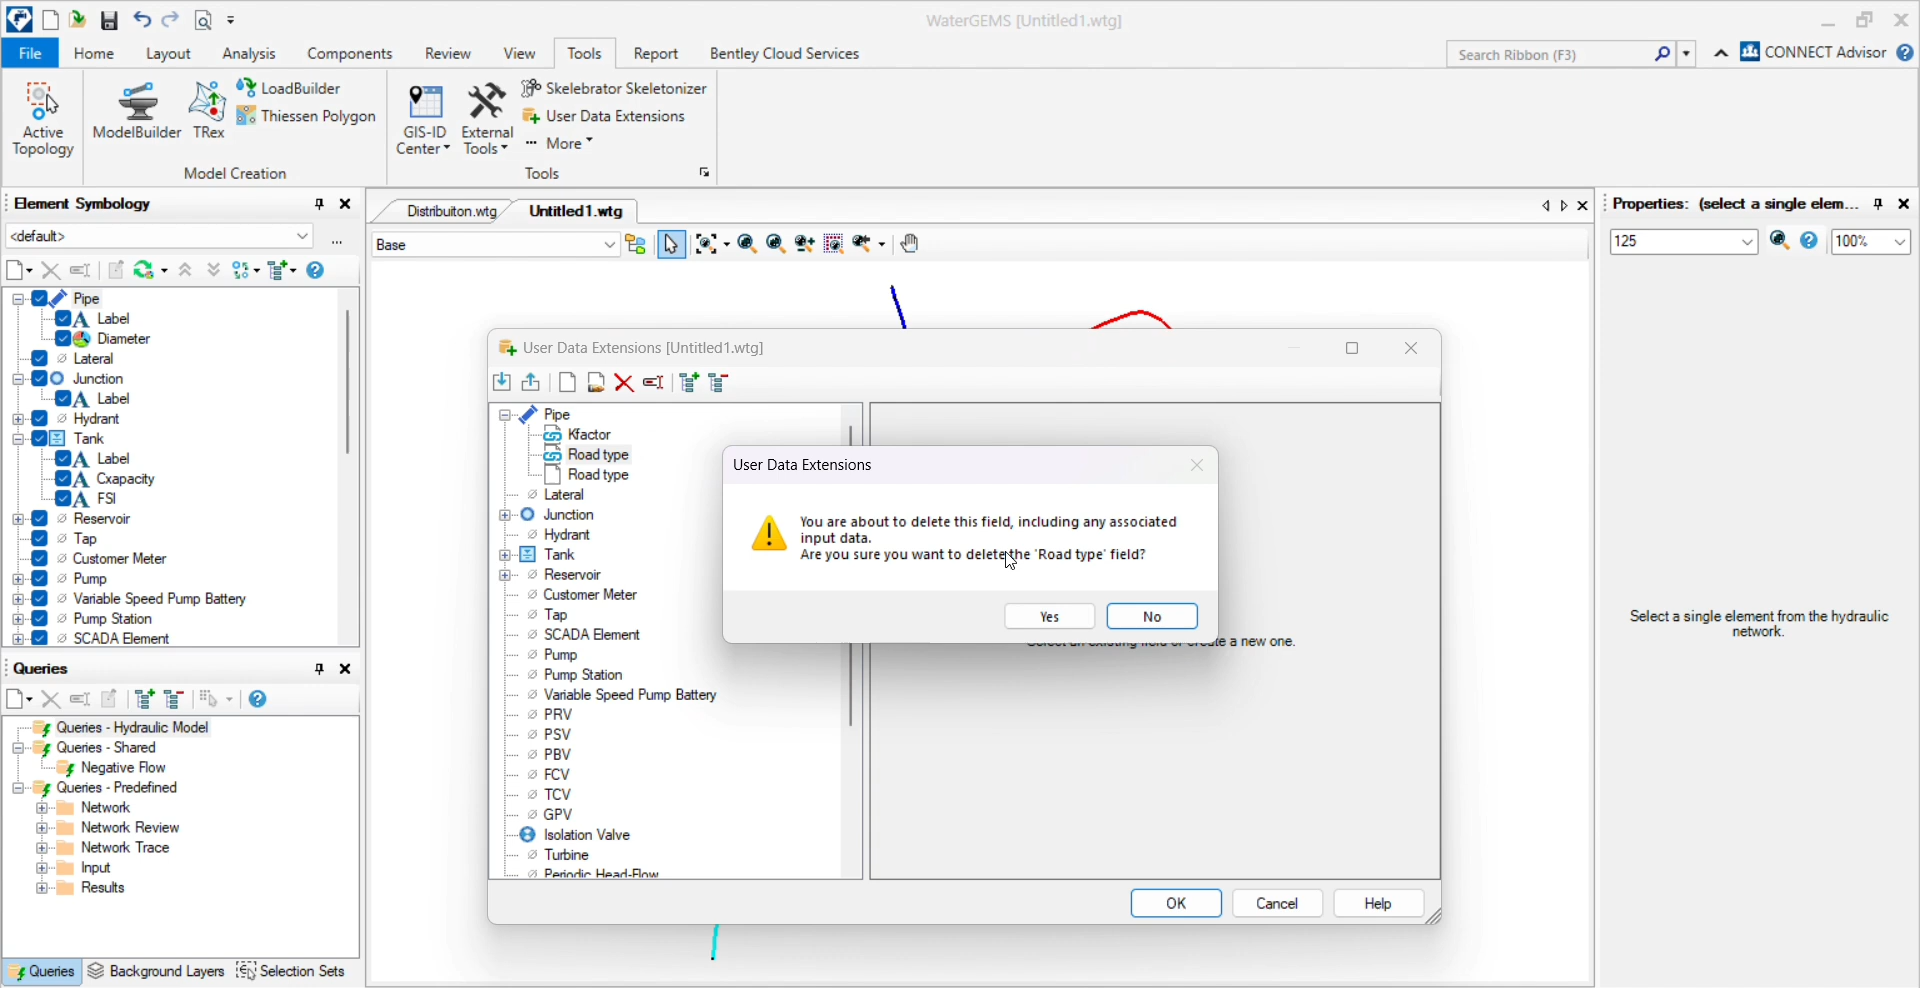 WaterGEMS [Untitled1.wtg]
File Home Layout Analysis Components Review View Tools Report Bentley Cloud Services
Search Ribbon (F3)
CONNECT Advisor
Active Topology
ModelBuilder
TRex
LoadBuilder
Thiessen Polygon
Model Creation
GIS-ID Center
External Tools
Skelebrator Skeletonizer
User Data Extensions
More
Tools
Element Symbology
<default>
...
Pipe
Label
Diameter
Lateral
Junction
Label
Hydrant
Tank
Label
Cxapacity
FSI
Reservoir
Tap
Customer Meter
Pump
Variable Speed Pump Battery
Pump Station
SCADA Element
Queries
Queries - Hydraulic Model
Queries - Shared
Negative Flow
Queries - Predefined
Network
Network Review
Network Trace
Input
Results
Queries Background Layers Selection Sets
Distribuiton.wtg Untitled1.wtg
Base
User Data Extensions [Untitled1.wtg]
Pipe
Kfactor
Road type
Road type
Lateral
Junction
Hydrant
Tank
Reservoir
Customer Meter
Tap
SCADA Element
Pump
Pump Station
Variable Speed Pump Battery
PRV
PSV
PBV
FCV
TCV
GPV
Isolation Valve
Turbine
Periodic Head-Flow
User Data Extensions
You are about to delete this field, including any associated
input data.
Are you sure you want to delete the 'Road type' field?
Yes No
Select an existing field or create a new one.
OK Cancel Help
Properties: (select a single elem...
125
100%
Select a single element from the hydraulic
network.